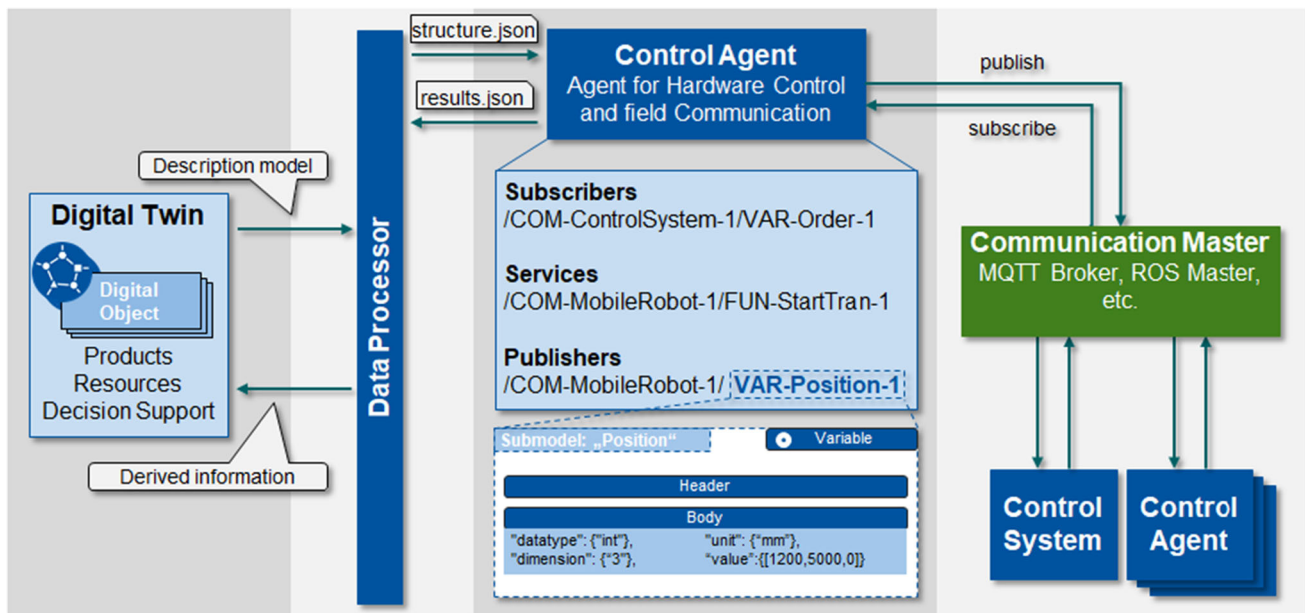 structure.json
results.json
Control Agent
Agent for Hardware Control
and field Communication
publish
subscribe
Description model
Digital Twin
Digital
Object
Products
Resources
Decision Support
Derived information
Data Processor
Subscribers
/COM-ControlSystem-1/VAR-Order-1
Services
/COM-MobileRobot-1/FUN-StartTran-1
Publishers
/COM-MobileRobot-1/ VAR-Position-1
Submodel: „Position“
Variable
Header
Body
"datatype": {"int"}, "unit": {“mm”},
"dimension": {“3”}, “value”:{[1200,5000,0]}
Communication Master
MQTT Broker, ROS Master,
etc.
Control
System
Control
Agent